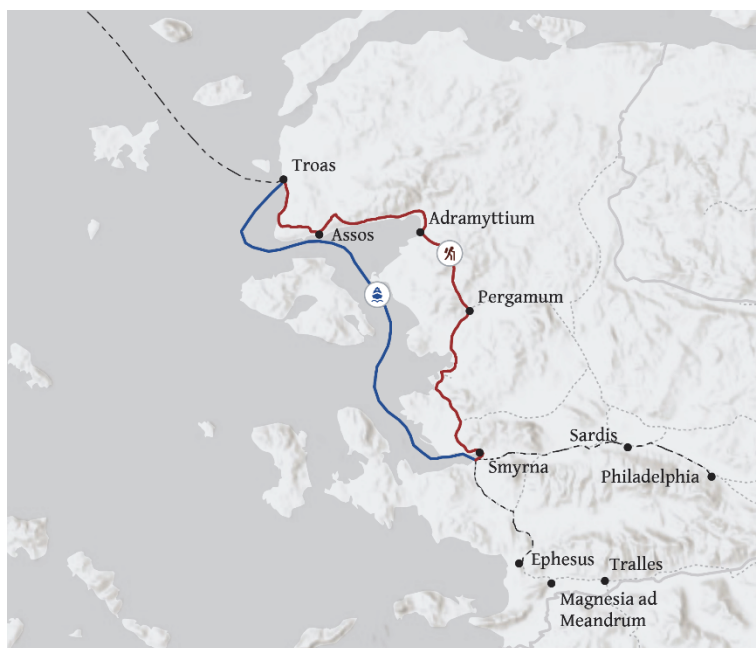 Troas
Assos
Adramyttium
Pergamum
Sardis
Smyrna
Philadelphia
Ephesus
Tralles
Magnesia ad
Meandrum